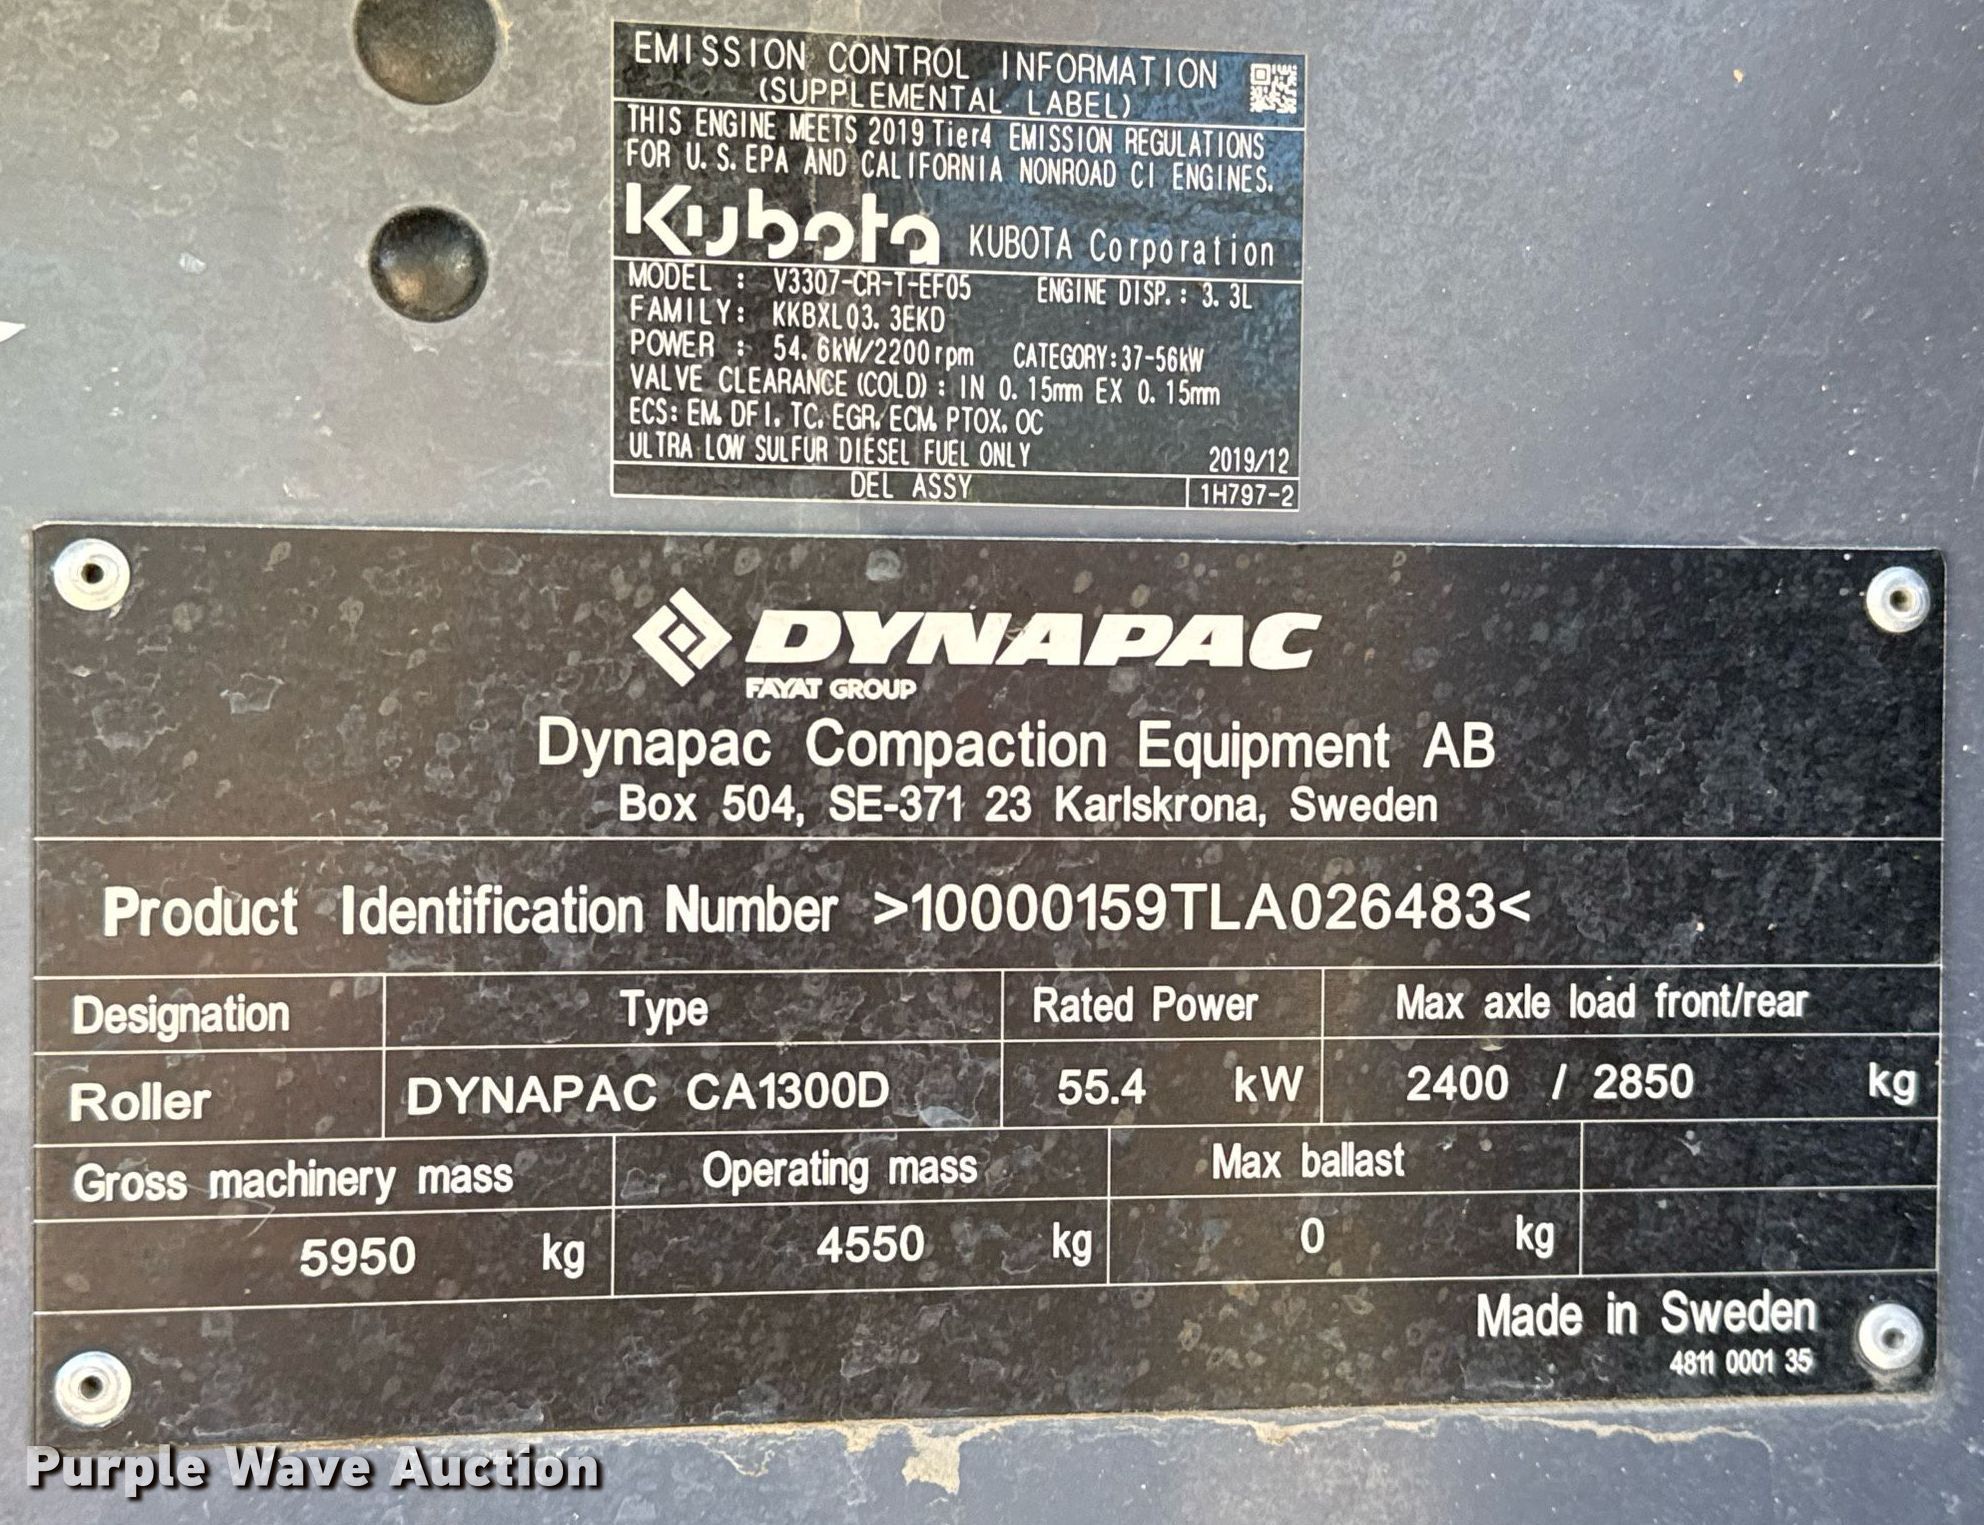 EMISSION CONTROL INFORMATION
(SUPPLEMENTAL LABEL)
THIS ENGINE MEETS 2019 Tier4 EMISSION REGULATIONS
FOR U.S.EPA AND CALIFORNIA NONROAD CI ENGINES.
Kubota KUBOTA Corporation
MODEL : V3307-CR-T-EF05 ENGINE DISP.: 3.3L
FAMILY: KKBXL03.3EKD
POWER : 54.6kW/2200rpm CATEGORY:37-56kW
VALVE CLEARANCE(COLD): IN 0.15mm EX 0.15mm
ECS: EM, DFI, TC, EGR, ECM, PTOX, OC
ULTRA LOW SULFUR DIESEL FUEL ONLY 2019/12
DEL ASSY 1H797-2
DYNAPAC
FAYAT GROUP
Dynapac Compaction Equipment AB
Box 504, SE-371 23 Karlskrona, Sweden
Product Identification Number >10000159TLA026483<
Designation Type Rated Power Max axle load front/rear
Roller DYNAPAC CA1300D 55.4 kW 2400 / 2850 kg
Gross machinery mass Operating mass Max ballast
5950 kg 4550 kg 0 kg
Made in Sweden
4811 0001 35
Purple Wave Auction